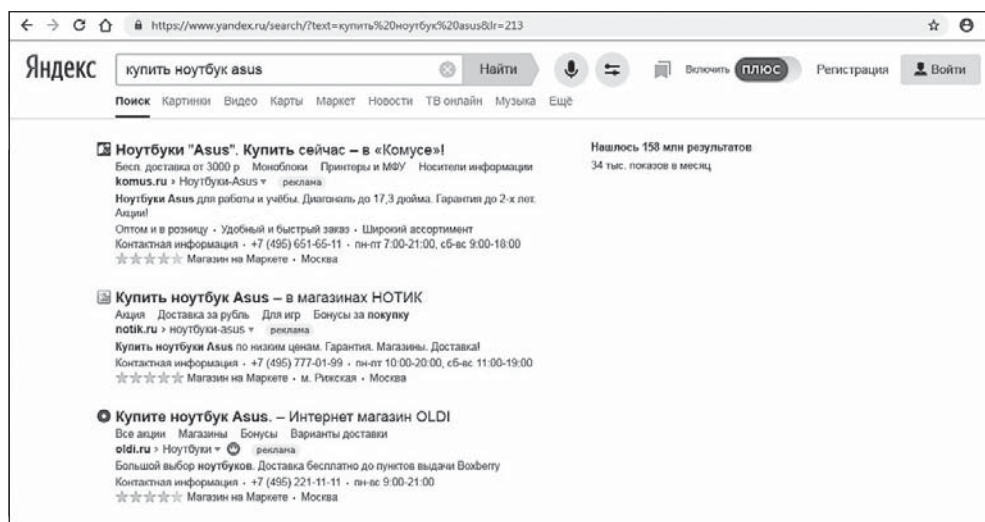 https://www.yandex.ru/search/?text=купить%20ноутбук%20asus&lr=213
Яндекс купить ноутбук asus Найти Включить ПЛЮС Регистрация Войти
Поиск Картинки Видео Карты Маркет Новости ТВ онлайн Музыка Ещё
Ноутбуки "Asus". Купить сейчас – в «Комусе»!
Бесп. доставка от 3000 р Моноблоки Принтеры и МФУ Носители информации
komus.ru › Ноутбуки-Asus реклама
Ноутбуки Asus для работы и учёбы. Диагональ до 17,3 дюйма. Гарантия до 2-х лет.
Акции!
Оптом и в розницу · Удобный и быстрый заказ · Широкий ассортимент
Контактная информация · +7 (495) 651-65-11 · пн-пт 7:00-21:00, сб-вс 9:00-18:00
Магазин на Маркете · Москва
Нашлось 158 млн результатов
34 тыс. показов в месяц
Купить ноутбук Asus – в магазинах НОТИК
Акция Доставка за рубль Для игр Бонусы за покупку
notik.ru › ноутбуки-asus реклама
Купить ноутбук Asus по низким ценам. Гарантия. Магазины. Доставка!
Контактная информация · +7 (495) 777-01-99 · пн-пт 10:00-20:00, сб-вс 11:00-19:00
Магазин на Маркете · м. Рижская · Москва
Купите ноутбук Asus. – Интернет магазин OLDI
Все акции Магазины Бонусы Варианты доставки
oldi.ru › Ноутбуки реклама
Большой выбор ноутбуков. Доставка бесплатно до пунктов выдачи Boxberry
Контактная информация · +7 (495) 221-11-11 · пн-вс 9:00-21:00
Магазин на Маркете · Москва